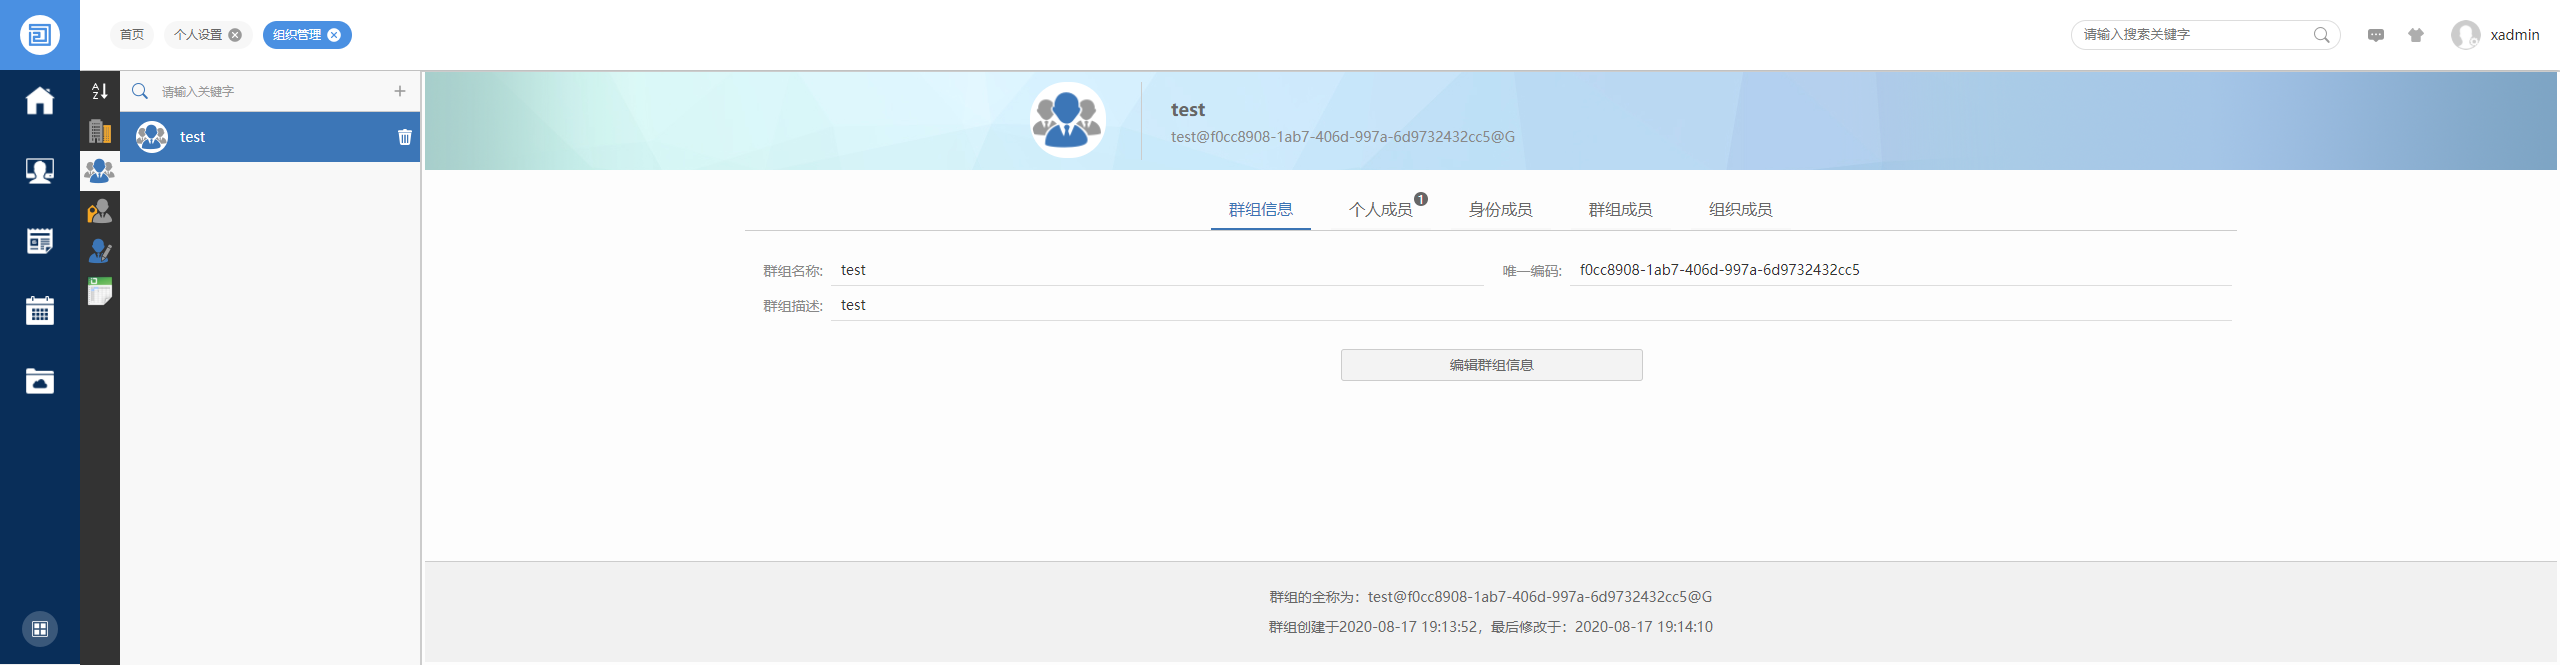 首页 个人设置 组织管理 请输入搜索关键字 xadmin
请输入关键字
test
test
test@f0cc8908-1ab7-406d-997a-6d9732432cc5@G
群组信息 个人成员 1 身份成员 群组成员 组织成员
群组名称: test 唯一编码: f0cc8908-1ab7-406d-997a-6d9732432cc5
群组描述: test
编辑群组信息
群组的全称为：test@f0cc8908-1ab7-406d-997a-6d9732432cc5@G
群组创建于2020-08-17 19:13:52，最后修改于：2020-08-17 19:14:10